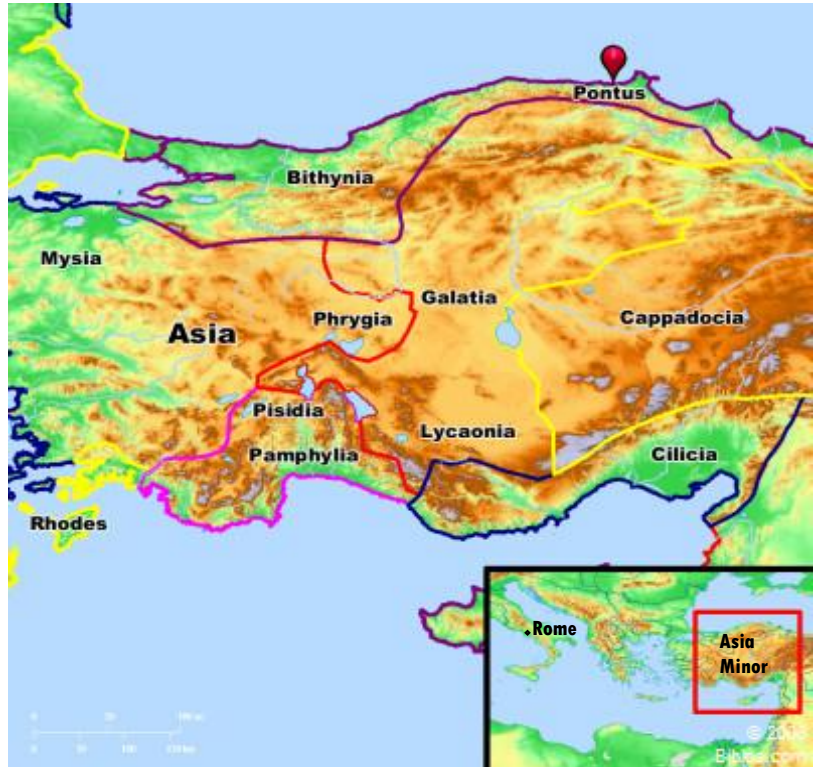 Pontus
Bithynia
Mysia
Galatia
Phrygia
Cappadocia
Asia
Pisidia
Lycaonia
Pamphylia
Cilicia
Rhodes
Rome
Asia
Minor